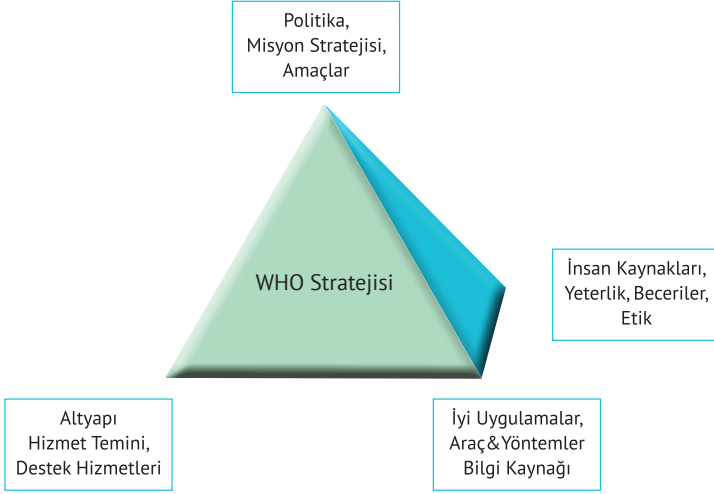 Politika,
Misyon Stratejisi,
Amaçlar
WHO Stratejisi
İnsan Kaynakları,
Yeterlik, Beceriler,
Etik
Altyapı
Hizmet Temini,
Destek Hizmetleri
İyi Uygulamalar,
Araç&Yöntemler
Bilgi Kaynağı